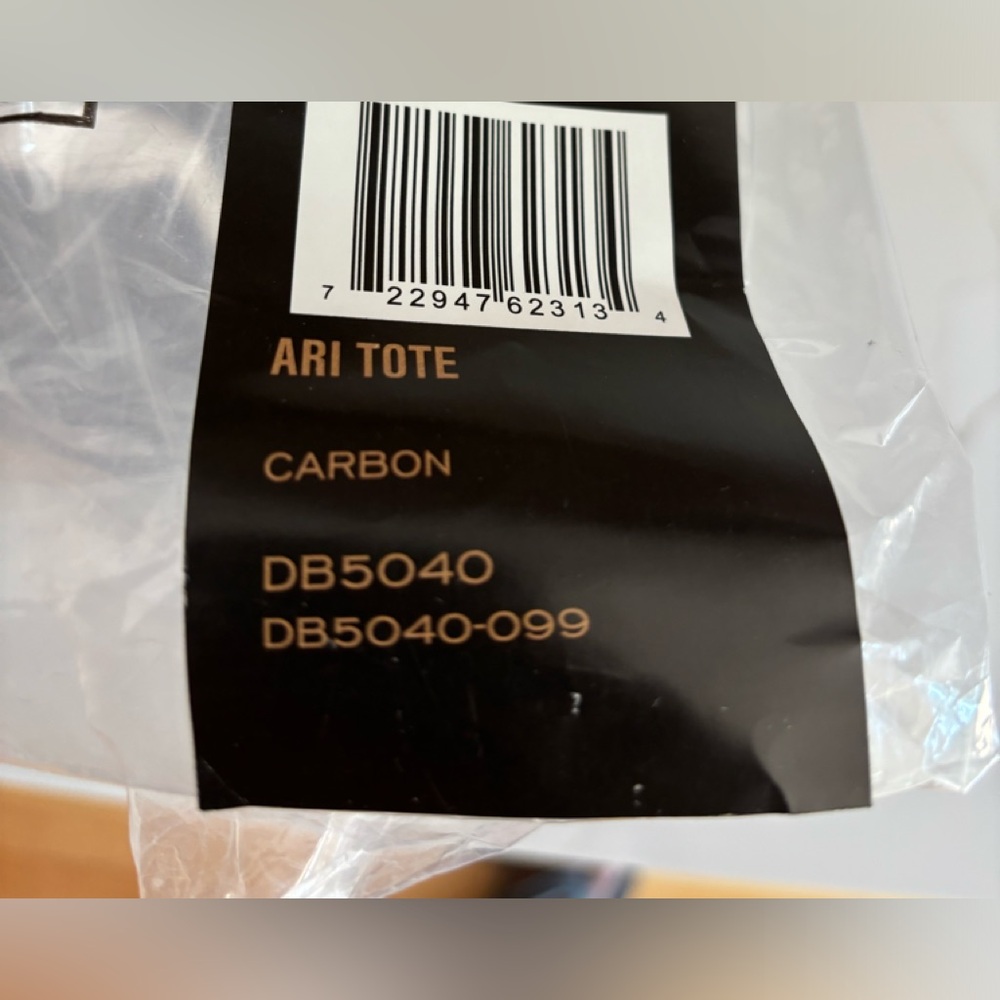 7 22947 62313 4
ARI TOTE
CARBON
DB5040
DB5040-099